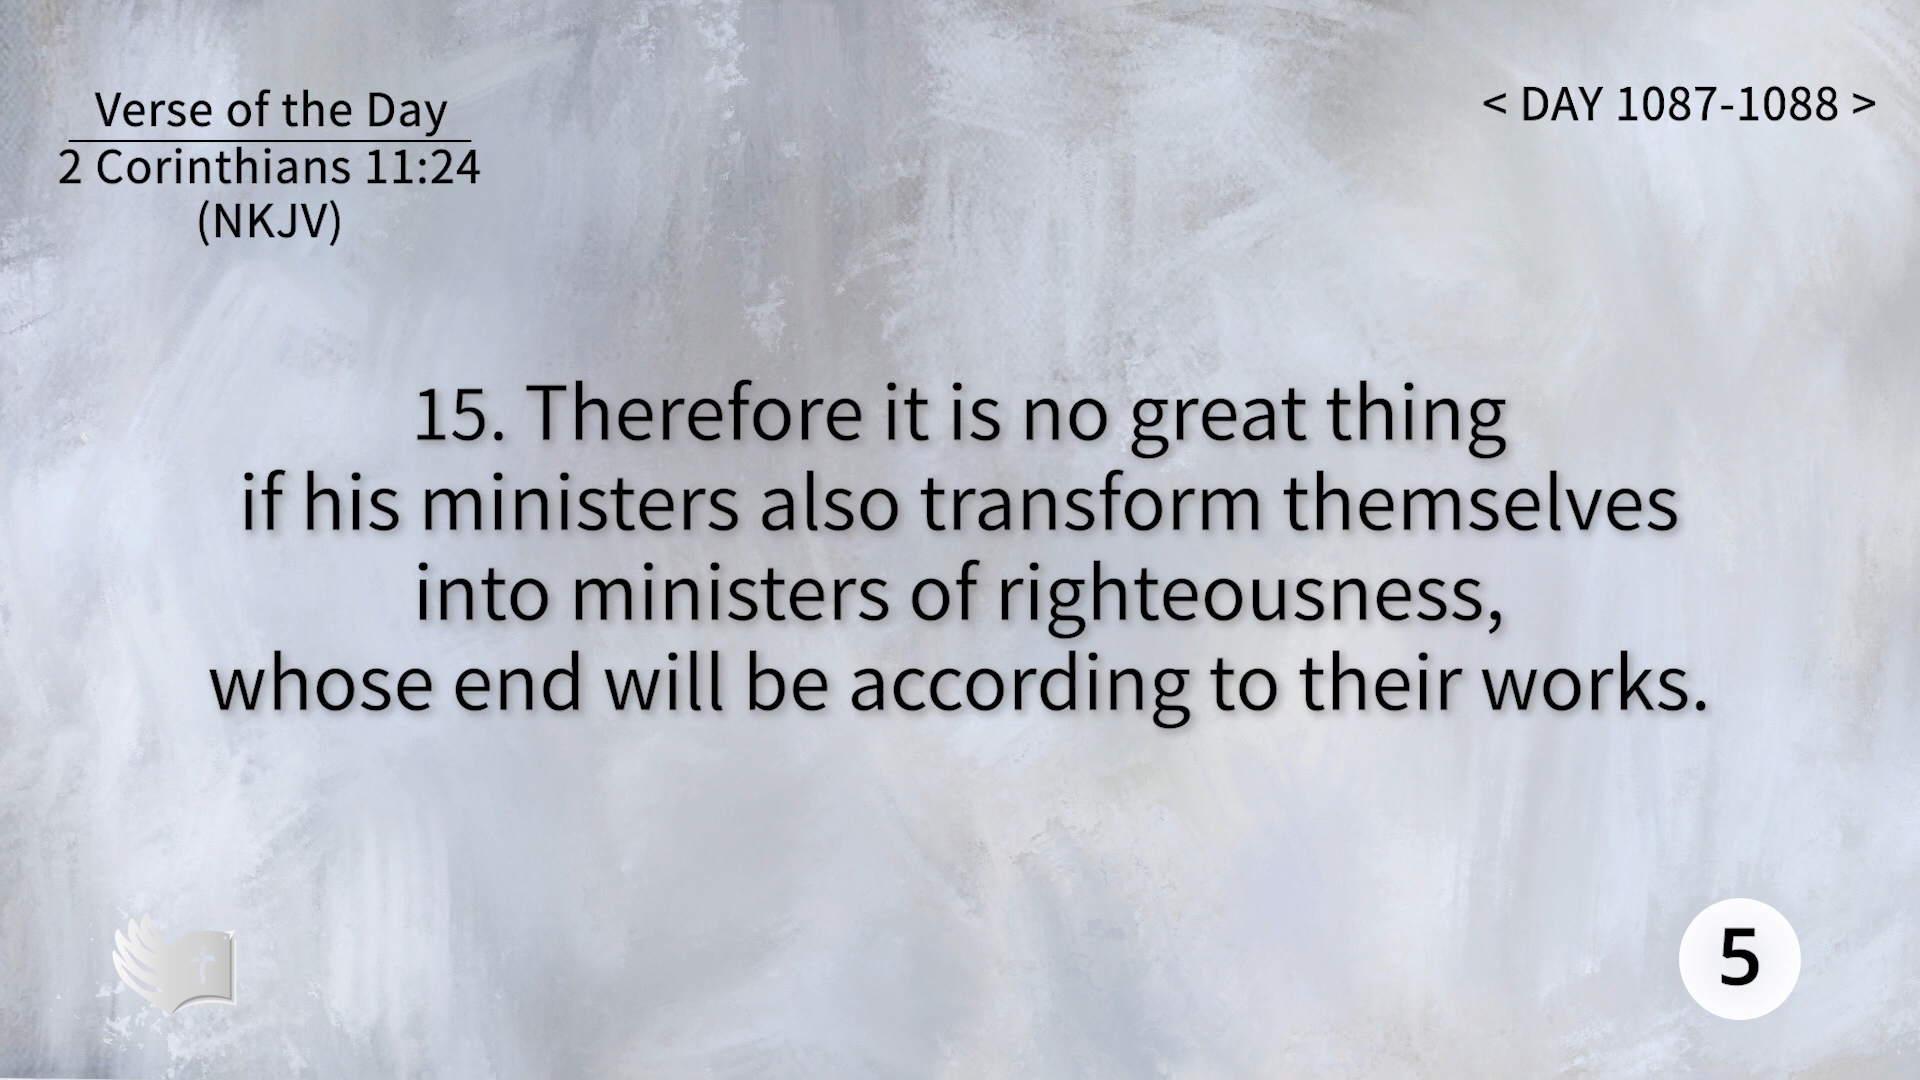 Verse of the Day
2 Corinthians 11:24
(NKJV)
< DAY 1087-1088 >
15. Therefore it is no great thing
if his ministers also transform themselves
into ministers of righteousness,
whose end will be according to their works.
5